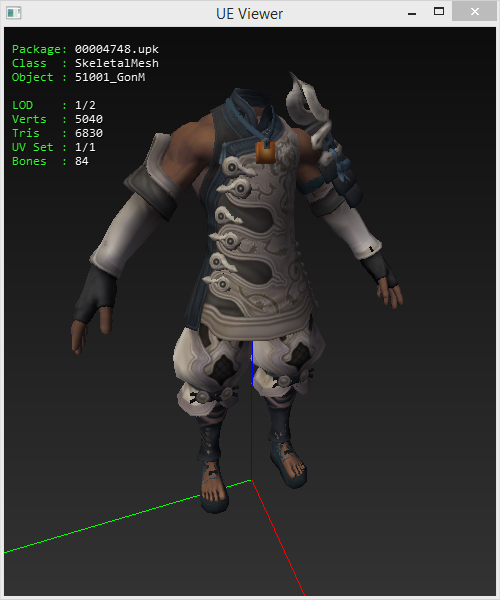 UE Viewer
Package: 00004748.upk
Class : SkeletalMesh
Object : 51001_GonM
LOD : 1/2
Verts : 5040
Tris : 6830
UV Set : 1/1
Bones : 84